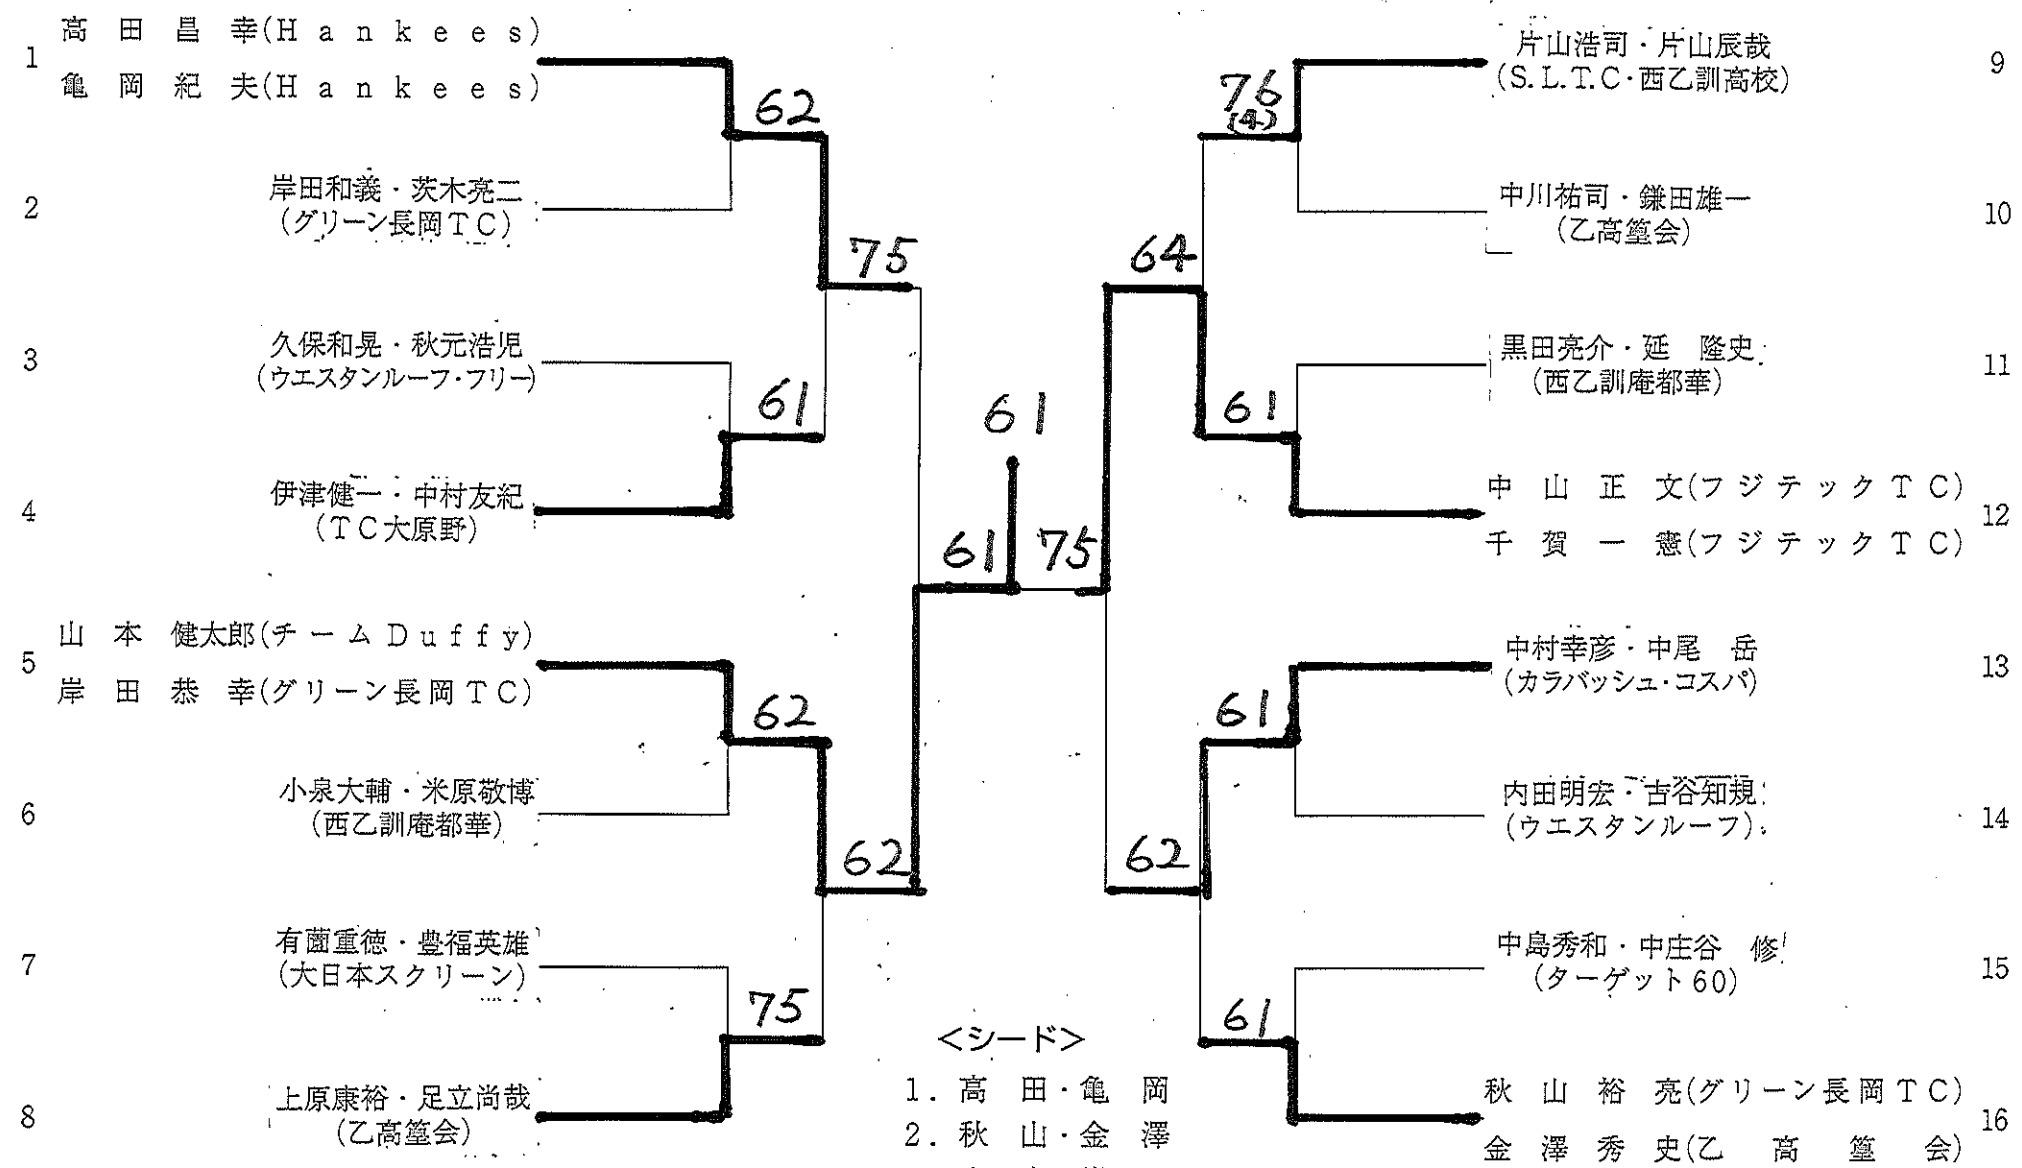 1
高田昌幸(Hankees)
亀岡紀夫(Hankees)
2
岸田和義・茨木亮二
(グリーン長岡TC)
3
久保和晃・秋元浩児
(ウエスタンルーフ・フリー)
4
伊津健一・中村友紀
(TC大原野)
5
山本健太郎(チームDuffy)
岸田恭幸(グリーン長岡TC)
6
小泉大輔・米原敬博
(西乙訓庵都華)
7
有薗重徳・豊福英雄
(大日本スクリーン)
8
上原康裕・足立尚哉
(乙高篁会)
62
61
62
75
75
62
61
61
75
64
62
76
(4)
61
61
61
片山浩司・片山辰哉
(S.L.T.C・西乙訓高校)
9
中川祐司・鎌田雄一
(乙高篁会)
10
黒田亮介・延 隆史
(西乙訓庵都華)
11
中山正文(フジテックTC)
千賀一憲(フジテックTC)
12
中村幸彦・中尾 岳
(カラバッシュ・コスパ)
13
内田明宏・吉谷知規
(ウエスタンルーフ)
14
中島秀和・中庄谷 修
(ターゲット60)
15
秋山裕亮(グリーン長岡TC)
金澤秀史(乙高篁会)
16
<シード>
1. 高田・亀岡
2. 秋山・金澤